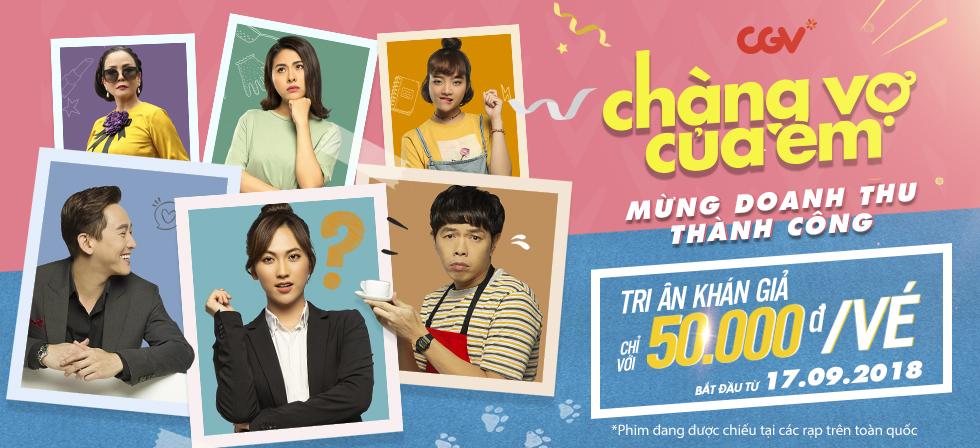 CGV
chàng vợ
của em
MỪNG DOANH THU
THÀNH CÔNG
TRI ÂN KHÁN GIẢ
CHỈ VỚI 50.000đ/VÉ
BẮT ĐẦU TỪ 17.09.2018
*Phim đang được chiếu tại các rạp trên toàn quốc
?